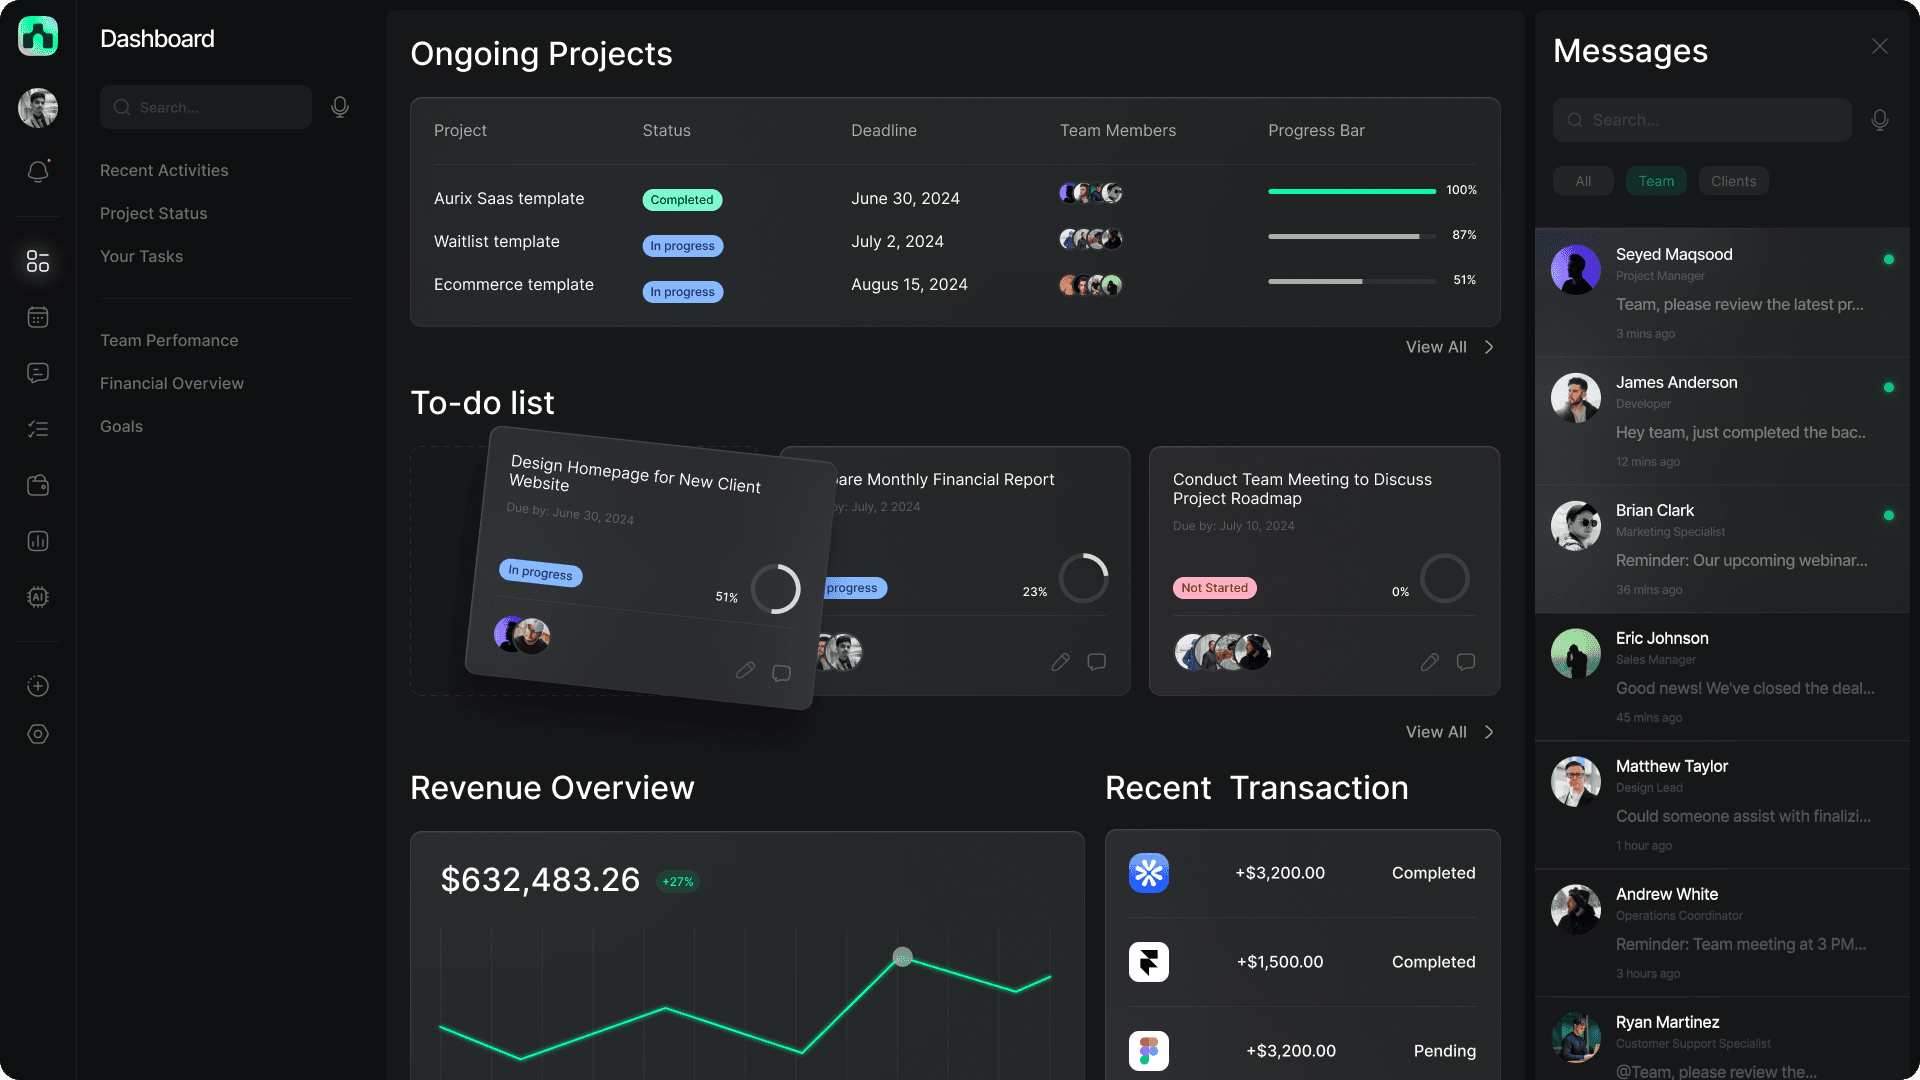 Dashboard
Search...
Recent Activities
Project Status
Your Tasks
Team Perfomance
Financial Overview
Goals
AI
Ongoing Projects
Project Status Deadline Team Members Progress Bar
Aurix Saas template Completed June 30, 2024 100%
Waitlist template In progress July 2, 2024 87%
Ecommerce template In progress Augus 15, 2024 51%
View All
To-do list
Design Homepage for New Client
Website
Due by: June 30, 2024
In progress
51%
Monthly Financial Report
by: July, 2 2024
progress
23%
Conduct Team Meeting to Discuss
Project Roadmap
Due by: July 10, 2024
Not Started
0%
View All
Revenue Overview
$632,483.26 +27%
Recent Transaction
+$3,200.00 Completed
+$1,500.00 Completed
+$3,200.00 Pending
Messages
Search...
All Team Clients
Seyed Maqsood
Project Manager
Team, please review the latest pr...
3 mins ago
James Anderson
Developer
Hey team, just completed the bac..
12 mins ago
Brian Clark
Marketing Specialist
Reminder: Our upcoming webinar...
36 mins ago
Eric Johnson
Sales Manager
Good news! We've closed the deal...
45 mins ago
Matthew Taylor
Design Lead
Could someone assist with finalizi...
1 hour ago
Andrew White
Operations Coordinator
Reminder: Team meeting at 3 PM...
3 hours ago
Ryan Martinez
Customer Support Specialist
@Team, please review the...